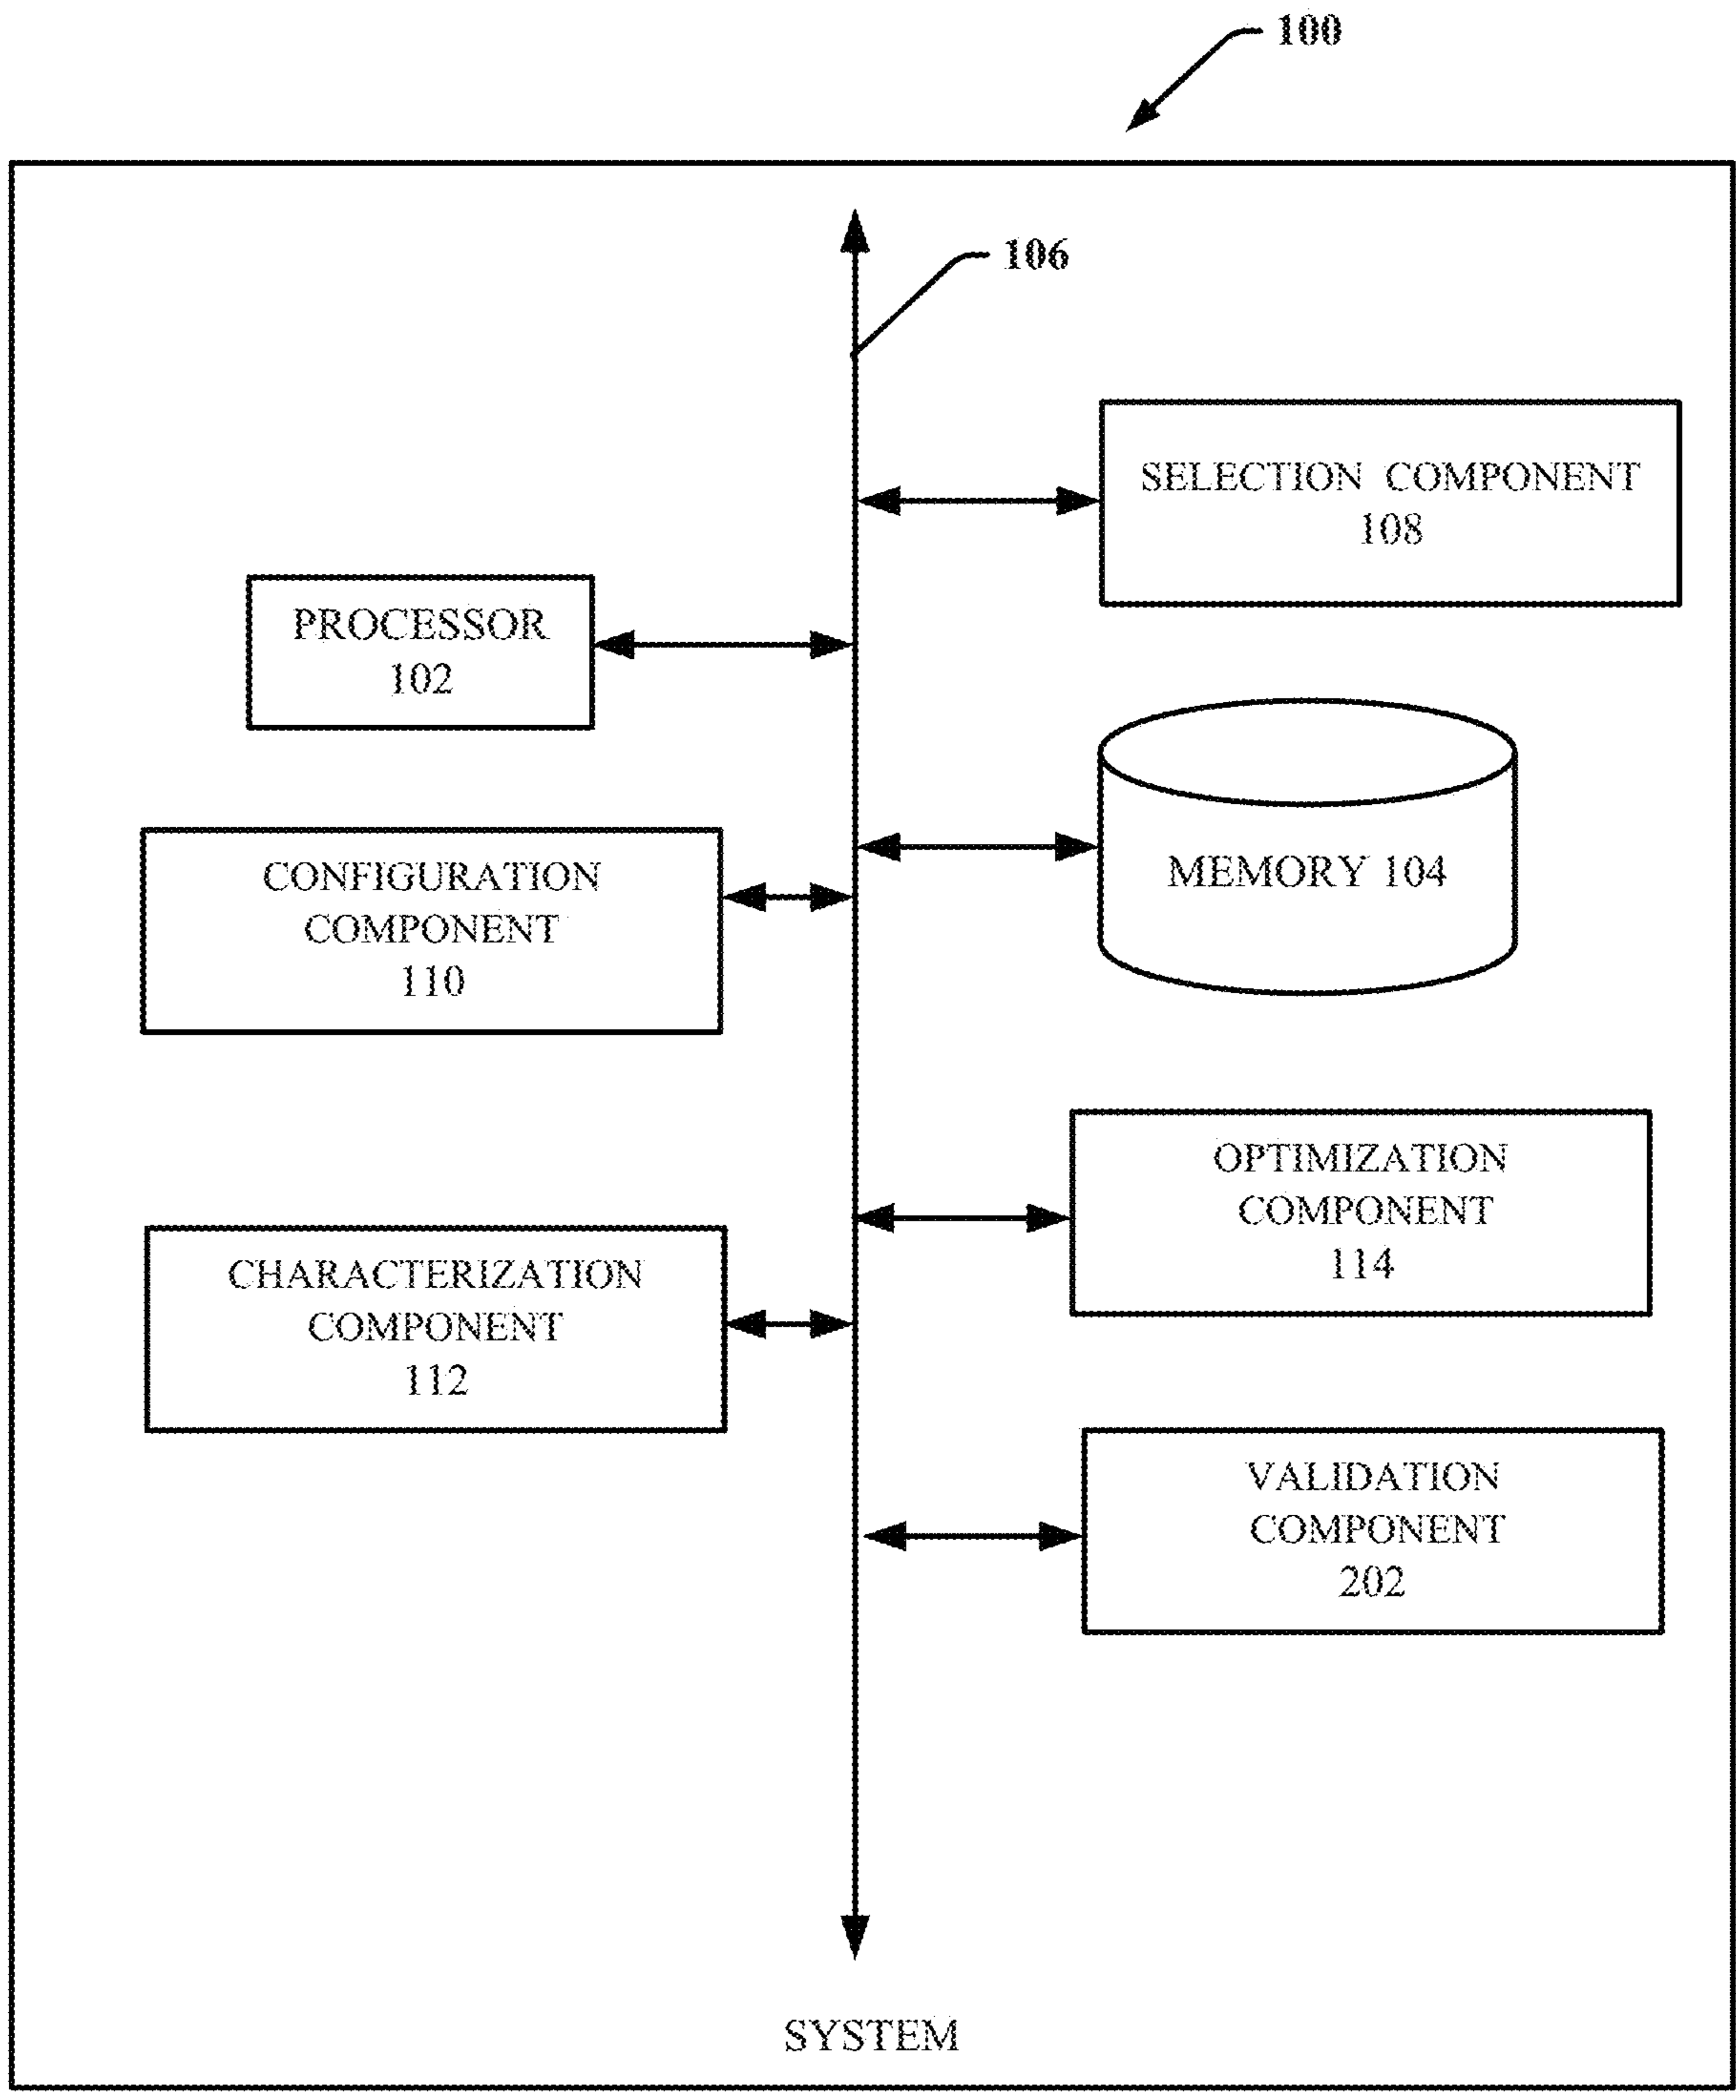 100
106
SELECTION COMPONENT
108
PROCESSOR
102
MEMORY 104
CONFIGURATION
COMPONENT
110
OPTIMIZATION
COMPONENT
114
CHARACTERIZATION
COMPONENT
112
VALIDATION
COMPONENT
202
SYSTEM